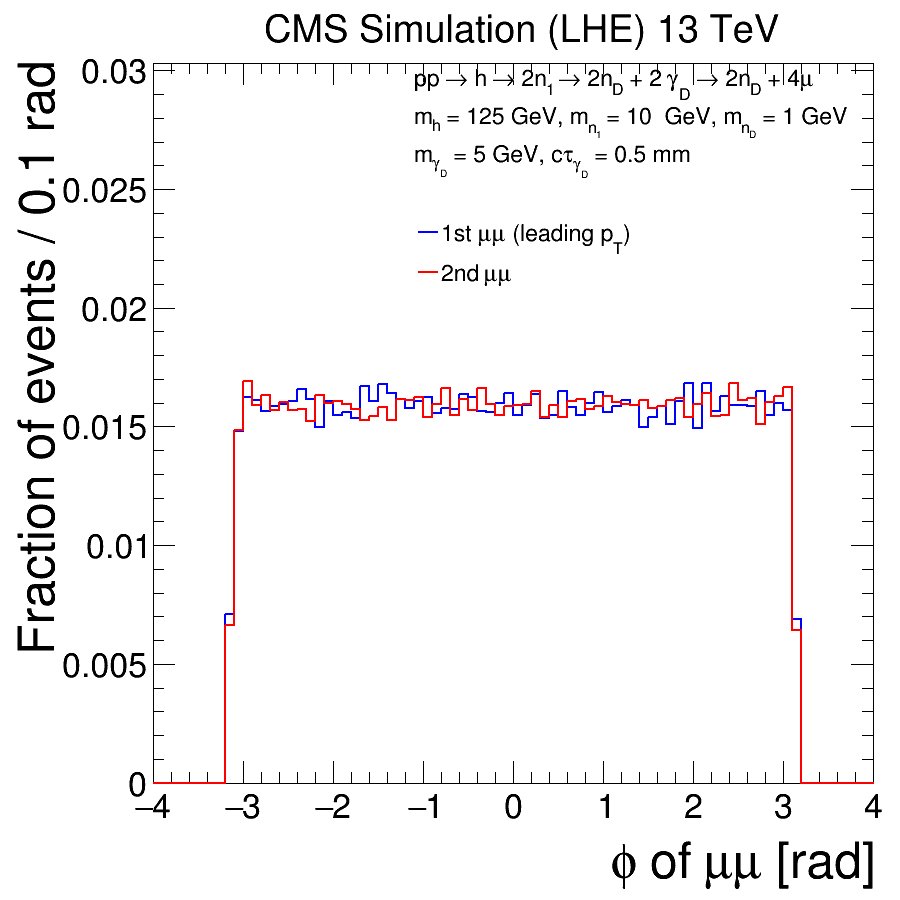 CMS Simulation (LHE) 13 TeV
pp → h → 2n₁ → 2n_D + 2 γ_D → 2n_D + 4μ
m_h = 125 GeV, m_n₁ = 10 GeV, m_n_D = 1 GeV
m_γ_D = 5 GeV, cτ_γ_D = 0.5 mm
1st μμ (leading p_T)
2nd μμ
Fraction of events / 0.1 rad
0.03
0.025
0.02
0.015
0.01
0.005
0
−4 −3 −2 −1 0 1 2 3 4
ϕ of μμ [rad]